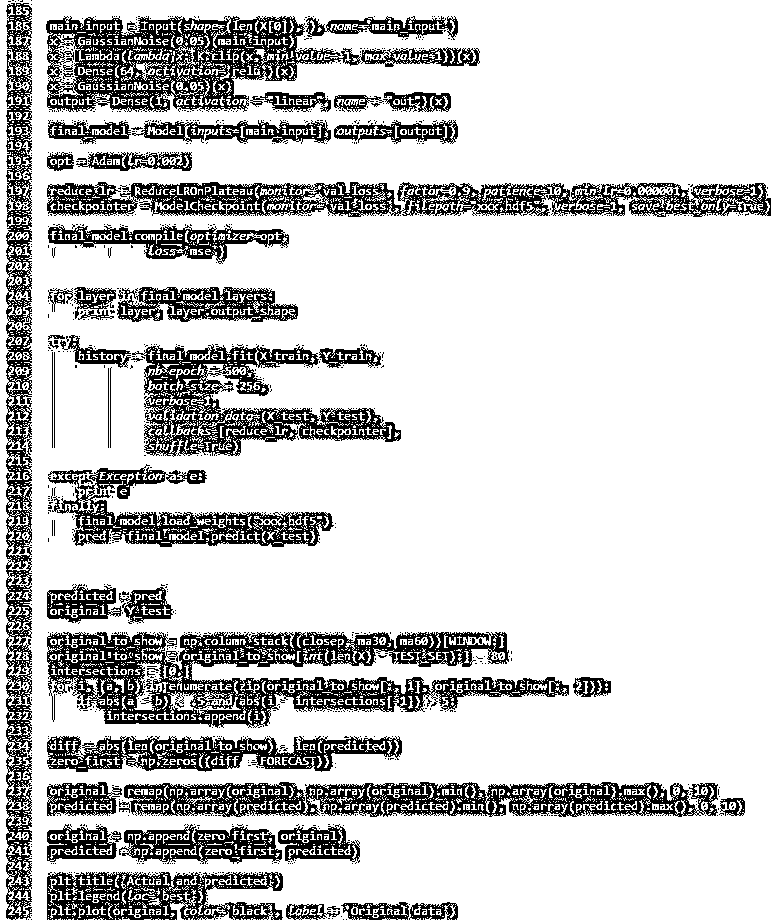 185
186 main_input = Input(shape=(len(X[0]), ), name='main_input')
187 x = GaussianNoise(0.05)(main_input)
188 x = Lambda(lambda x: K.clip(x, min_value=-1, max_value=1))(x)
189 x = Dense(64, activation='relu')(x)
190 x = GaussianNoise(0.05)(x)
191 output = Dense(1, activation = "linear", name = "out")(x)
192
193 final_model = Model(inputs=[main_input], outputs=[output])
194
195 opt = Adam(lr=0.002)
196
197 reduce_lr = ReduceLROnPlateau(monitor='val_loss', factor=0.9, patience=10, min_lr=0.000001, verbose=1)
198 checkpointer = ModelCheckpoint(monitor='val_loss', filepath="xxx.hdf5", verbose=1, save_best_only=True)
199
200 final_model.compile(optimizer=opt,
201 loss='mse')
202
203
204 for layer in final_model.layers:
205 print layer, layer.output_shape
206
207 try:
208 history = final_model.fit(X_train, Y_train,
209 nb_epoch = 500,
210 batch_size = 256,
211 verbose=1,
212 validation_data=(X_test, Y_test),
213 callbacks=[reduce_lr, checkpointer],
214 shuffle=True)
215
216 except Exception as e:
217 print e
218 finally:
219 final_model.load_weights("xxx.hdf5")
220 pred = final_model.predict(X_test)
221
222
223
224 predicted = pred
225 original = Y_test
226
227 original_to_show = np.column_stack((closep, ma30, ma60))[WINDOW:]
228 original_to_show = (original_to_show[int(len(X) - TEST_SET):] - 80
229 intersections = [0,]
230 for i, (a, b) in enumerate(zip(original_to_show[:, 1], original_to_show[:, 2])):
231 if abs(a - b) < .5 and abs(i - intersections[-1]) > 5:
232 intersections.append(i)
233
234 diff = abs(len(original_to_show) - len(predicted))
235 zero_first = np.zeros((diff - FORECAST))
236
237 original = remap(np.array(original), np.array(original).min(), np.array(original).max(), 0, 10)
238 predicted = remap(np.array(predicted), np.array(predicted).min(), np.array(predicted).max(), 0, 10)
239
240 original = np.append(zero_first, original)
241 predicted = np.append(zero_first, predicted)
242
243 plt.title('Actual and predicted')
244 plt.legend(loc='best')
245 plt.plot(original, color='black', label = 'Original data')